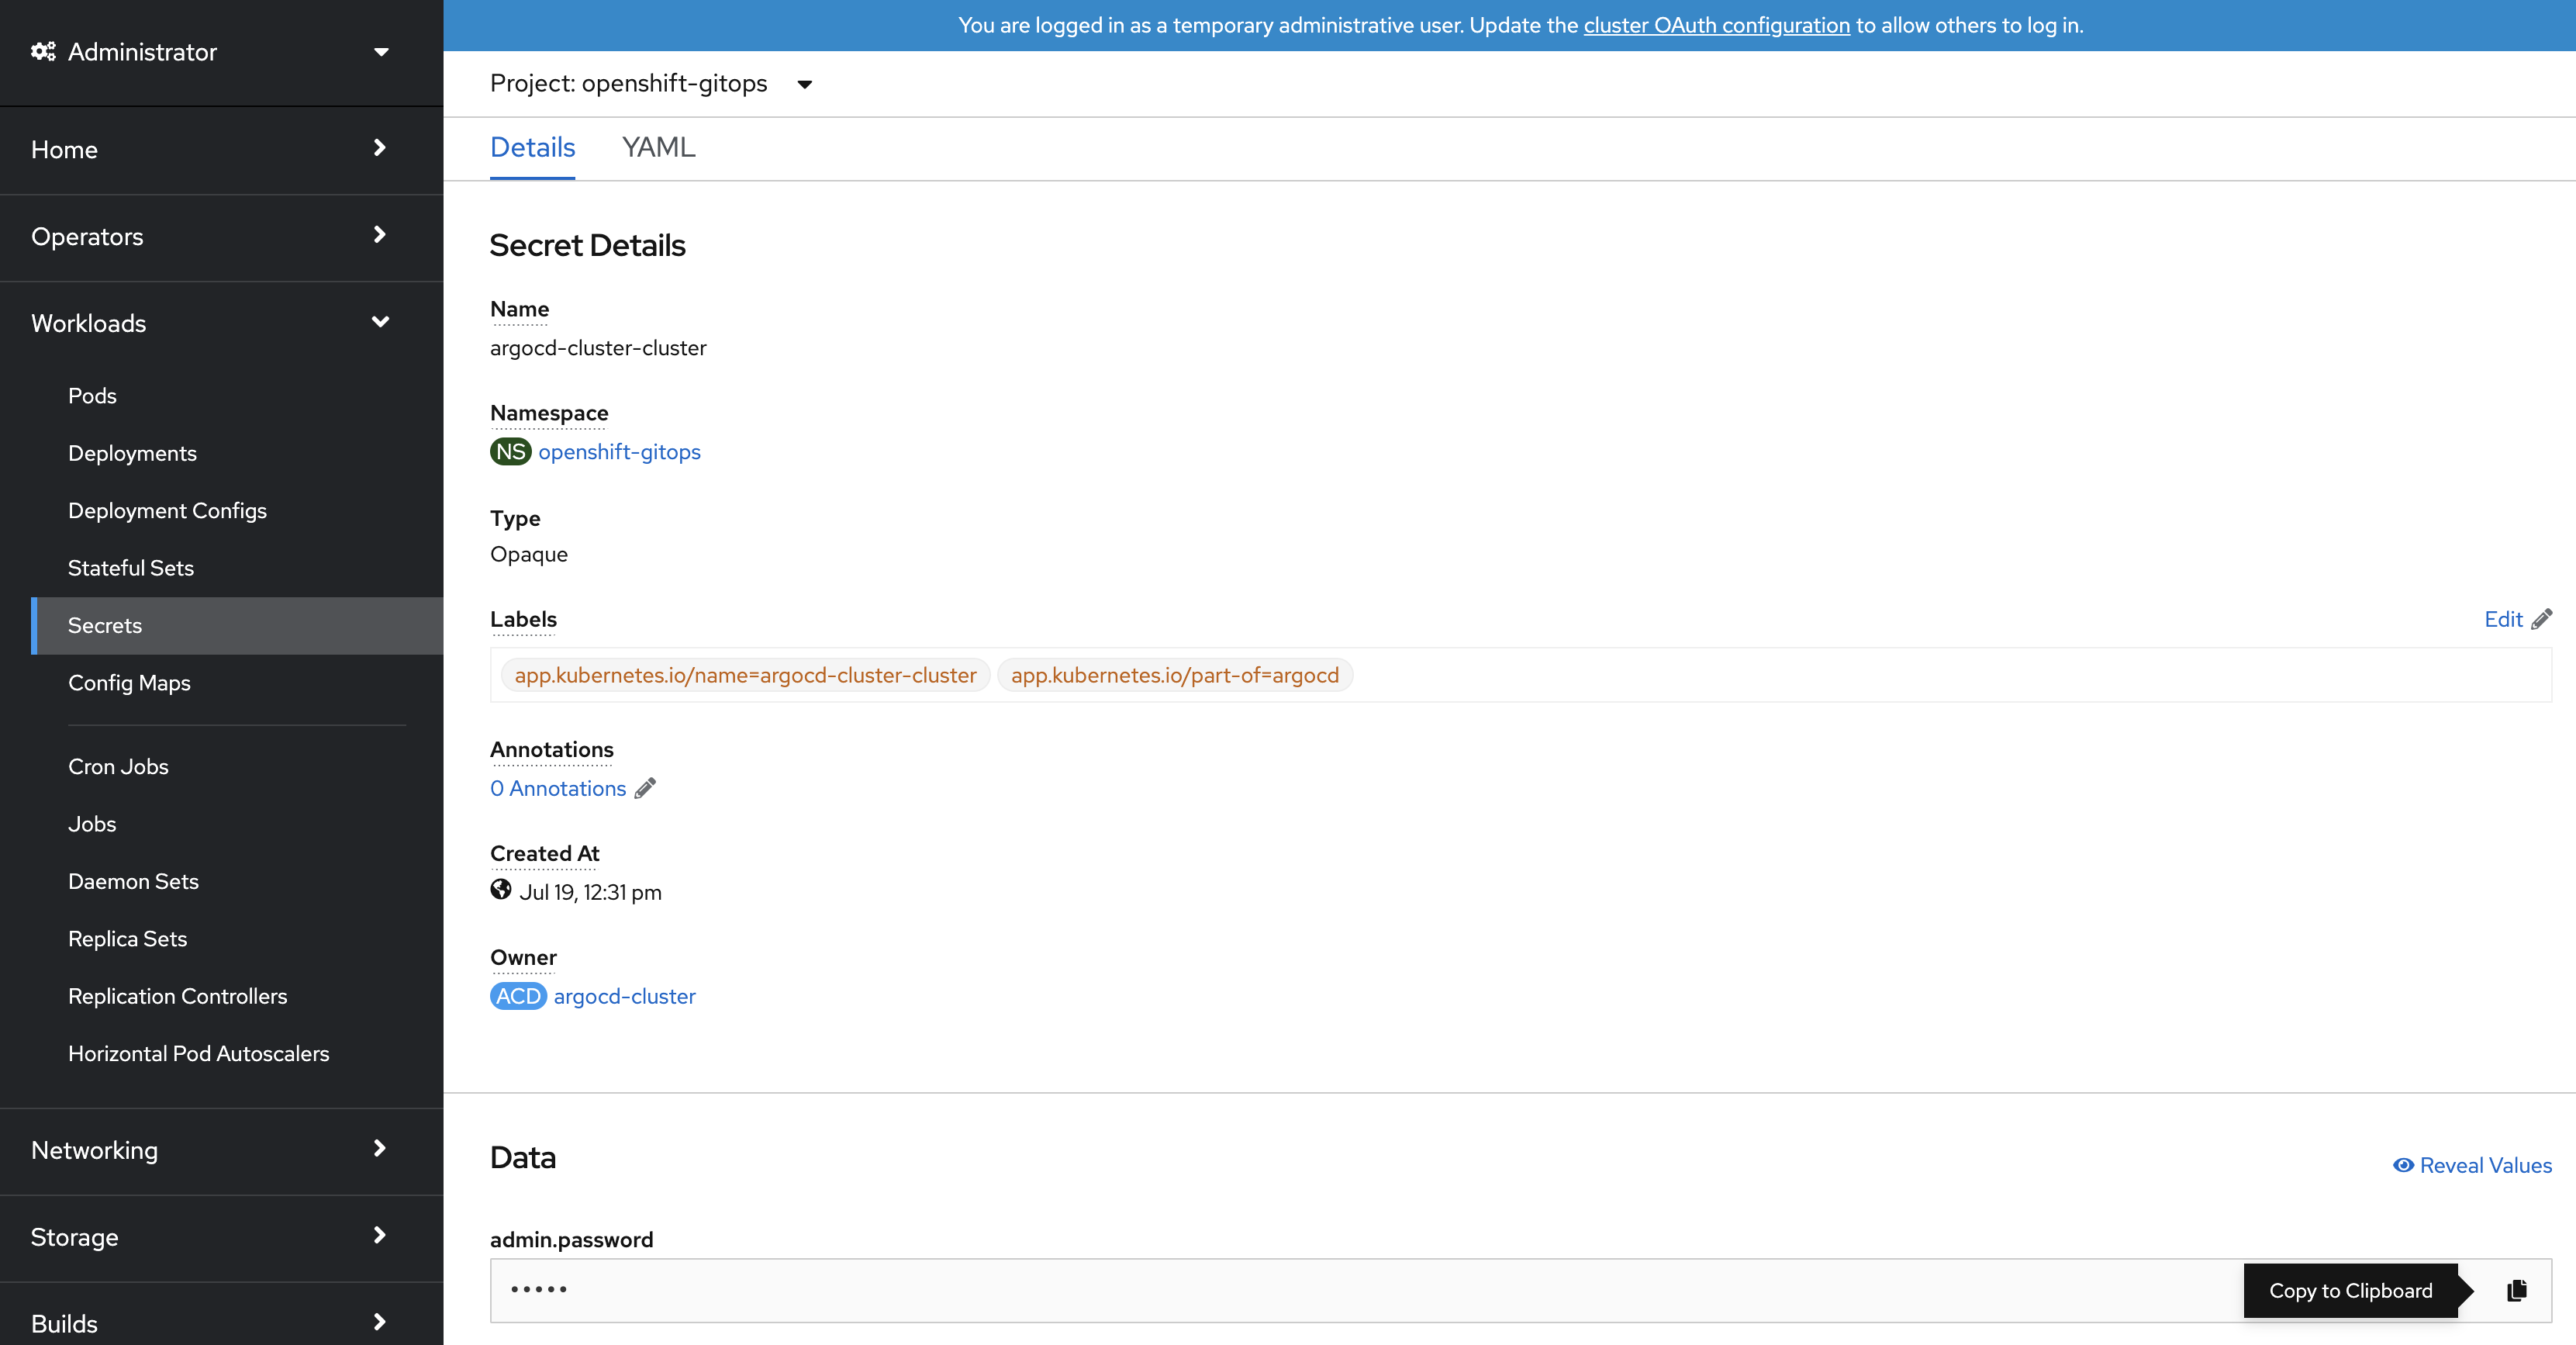 Administrator
Home
Operators
Workloads
Pods
Deployments
Deployment Configs
Stateful Sets
Secrets
Config Maps
Cron Jobs
Jobs
Daemon Sets
Replica Sets
Replication Controllers
Horizontal Pod Autoscalers
Networking
Storage
Builds
You are logged in as a temporary administrative user. Update the cluster OAuth configuration to allow others to log in.
Project: openshift-gitops
Details YAML
Secret Details
Name
argocd-cluster-cluster
Namespace
NS openshift-gitops
Type
Opaque
Labels Edit
app.kubernetes.io/name=argocd-cluster-cluster app.kubernetes.io/part-of=argocd
Annotations
0 Annotations
Created At
Jul 19, 12:31 pm
Owner
ACD argocd-cluster
Data Reveal Values
admin.password
••••• Copy to Clipboard